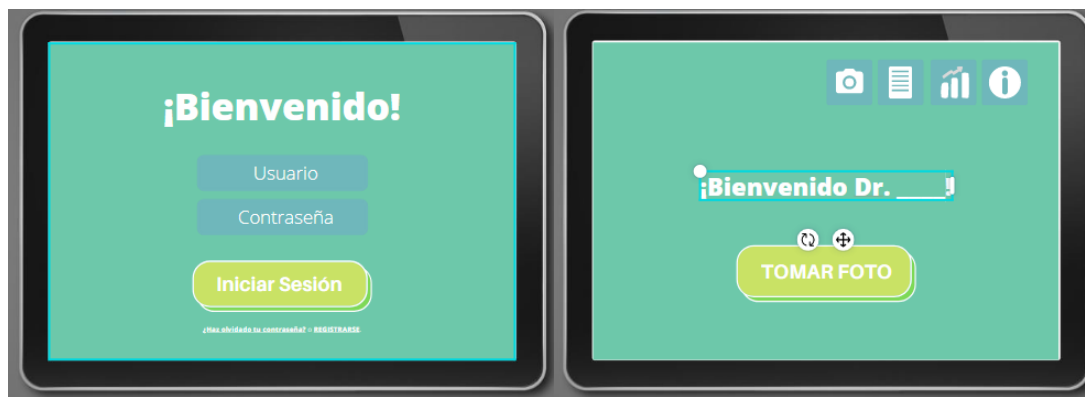 ¡Bienvenido!
Usuario
Contraseña
Iniciar Sesión
¿Has olvidado tu contraseña? o REGISTRARSE.
¡Bienvenido Dr. ____!
TOMAR FOTO